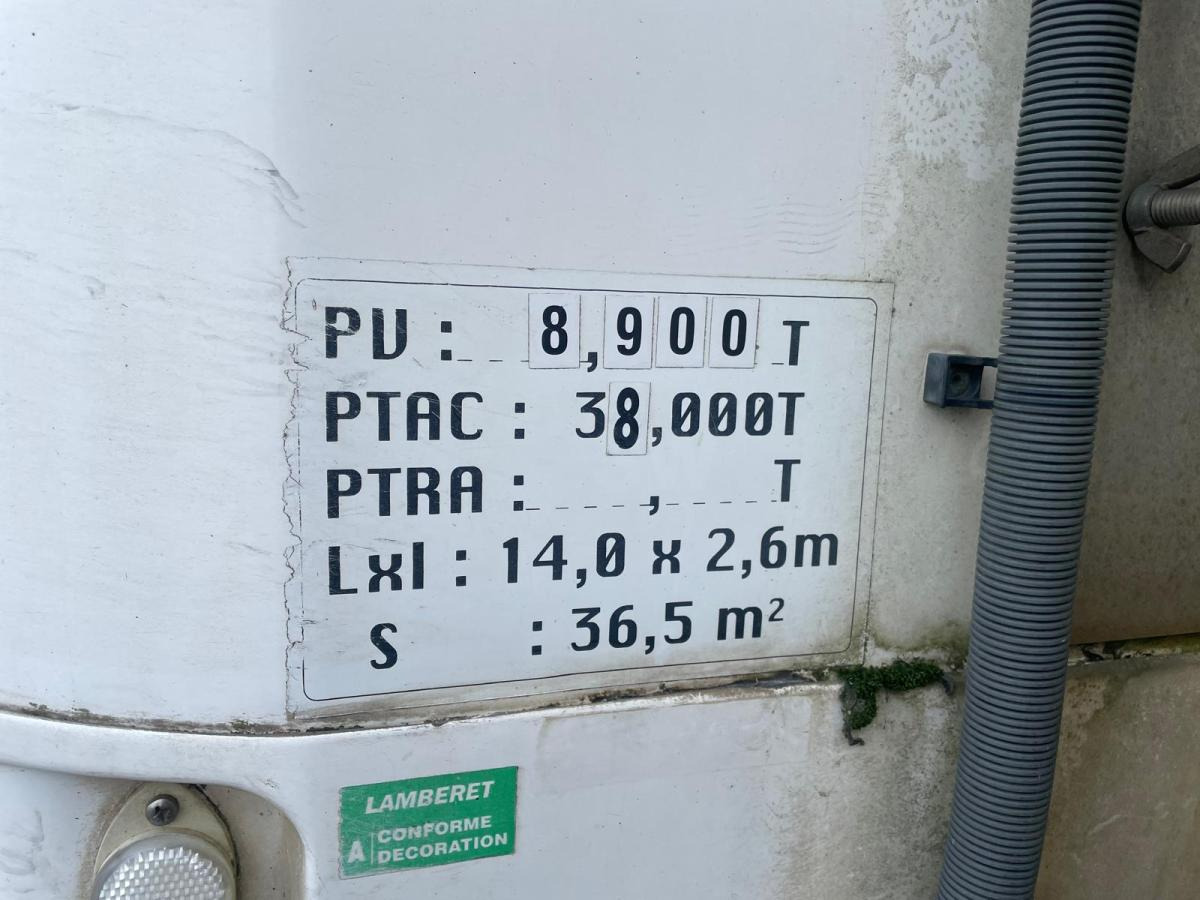 PV : 8,900 T
PTAC : 38,000T
PTRA : , T
Lxl : 14,0 x 2,6m
S : 36,5 m²
LAMBERET
A CONFORME
DECORATION